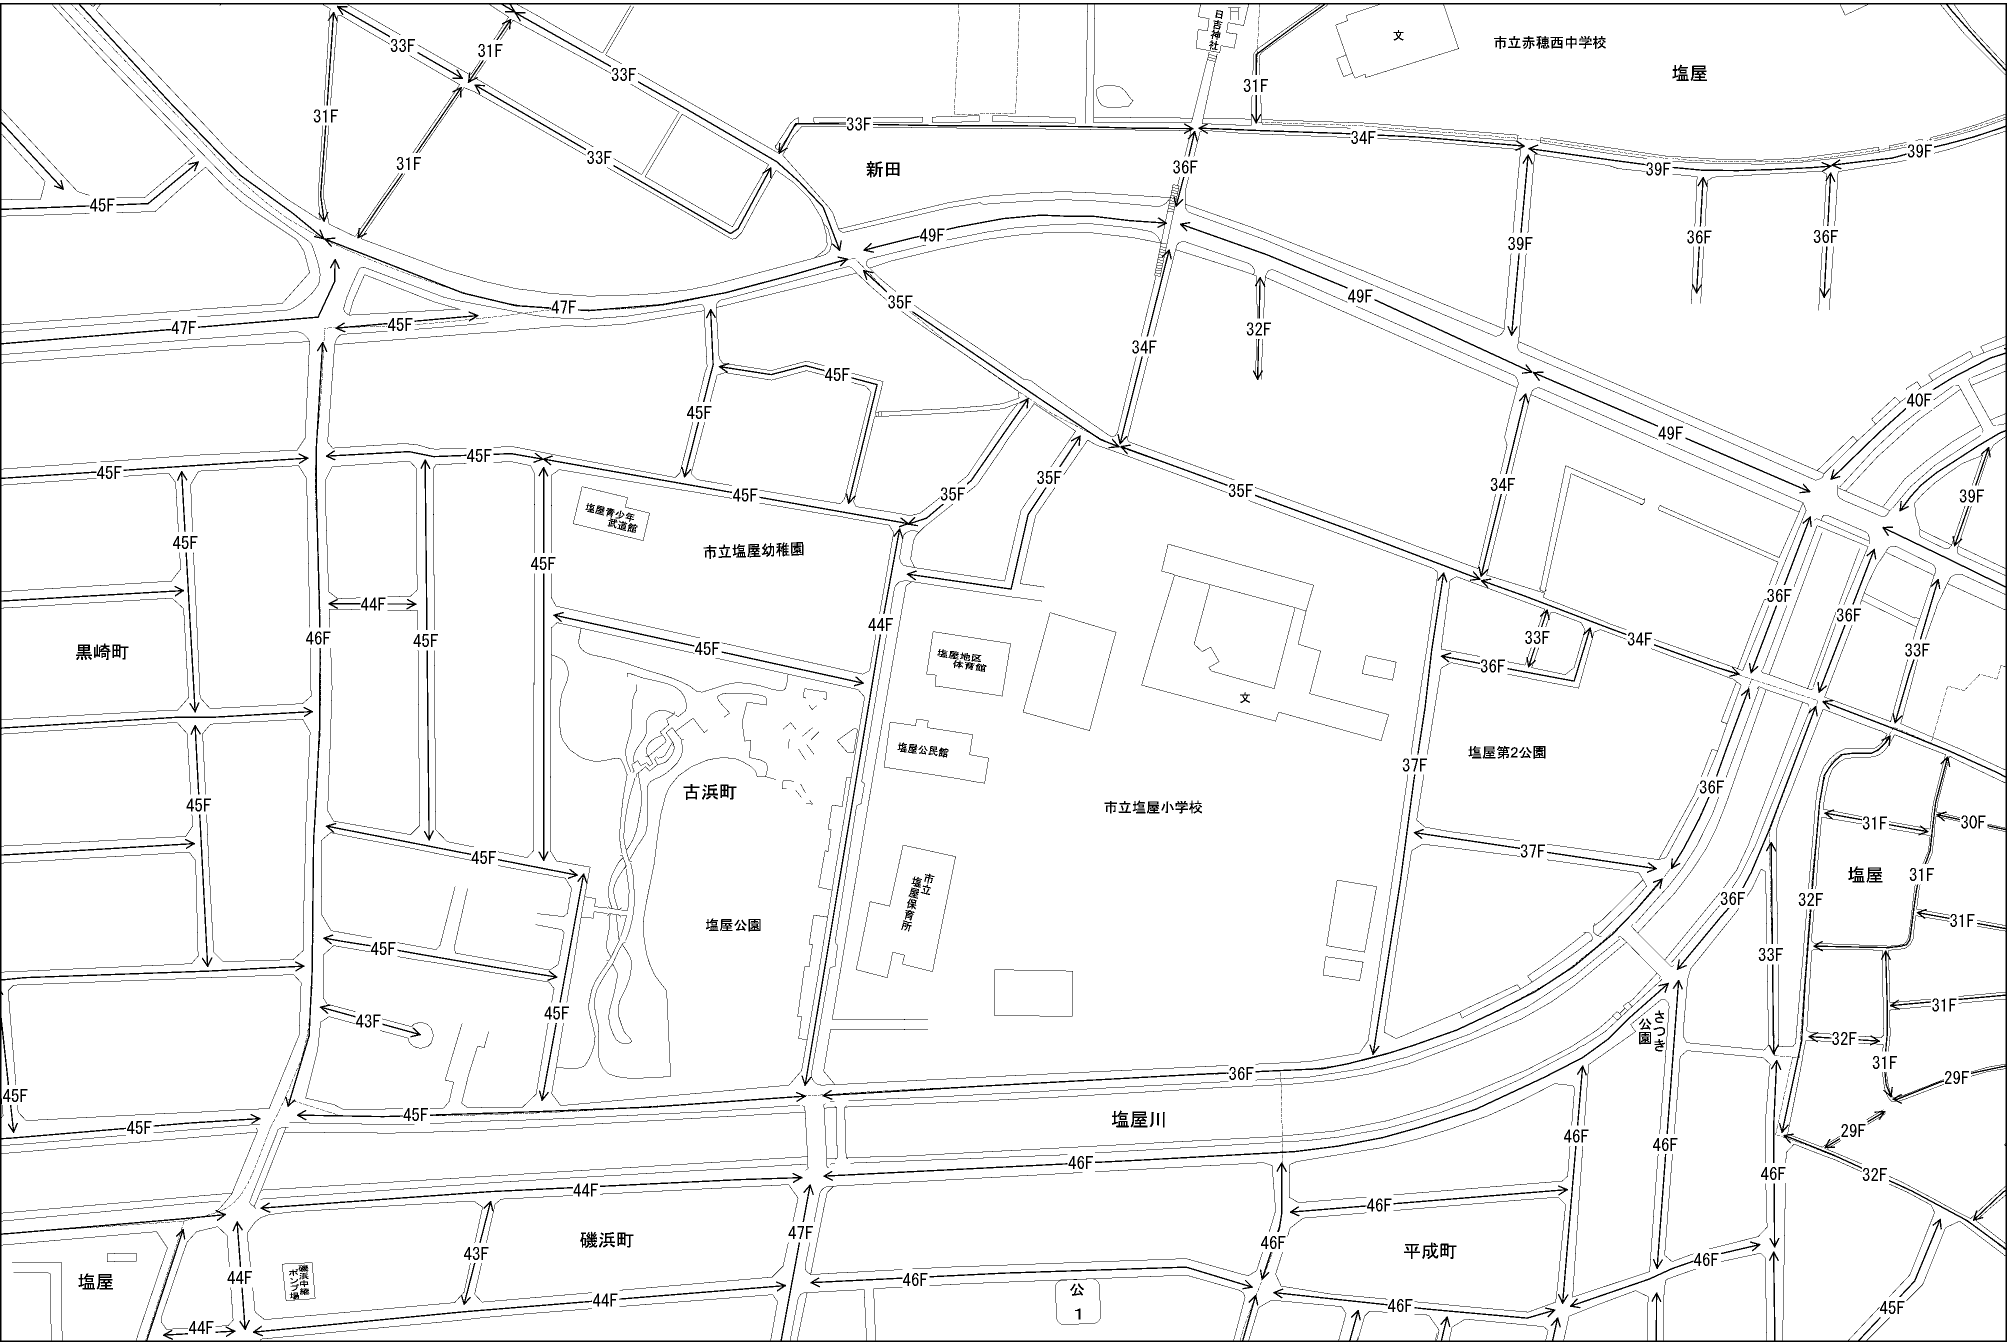 日吉神社
文
市立赤穂西中学校
塩屋
33F
31F
33F
31F
31F
33F
34F
31F
33F
新田
36F
39F
39F
45F
49F
39F
36F
36F
47F
47F
45F
35F
49F
32F
34F
45F
45F
40F
49F
45F
45F
45F
35F
35F
35F
34F
39F
塩屋青少年
武道館
市立塩屋幼稚園
45F
45F
44F
45F
46F
44F
45F
36F
36F
33F
34F
33F
36F
黒崎町
塩屋地区
体育館
文
塩屋公民館
古浜町
市立塩屋小学校
塩屋第2公園
37F
36F
45F
45F
37F
31F
30F
塩屋
31F
32F
36F
31F
33F
市立
塩屋保育所
塩屋公園
45F
43F
45F
さつき
公園
31F
32F
31F
29F
29F
36F
45F
45F
45F
塩屋川
46F
46F
46F
46F
32F
44F
46F
47F
46F
磯浜町
43F
44F
平成町
46F
46F
46F
45F
塩屋
磯浜中継
ポンプ場
44F
44F
公
1